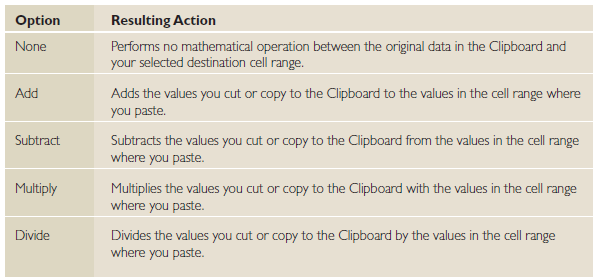 Option Resulting Action
None Performs no mathematical operation between the original data in the Clipboard and
your selected destination cell range.
Add Adds the values you cut or copy to the Clipboard to the values in the cell range where
you paste.
Subtract Subtracts the values you cut or copy to the Clipboard from the values in the cell range
where you paste.
Multiply Multiplies the values you cut or copy to the Clipboard with the values in the cell range
where you paste.
Divide Divides the values you cut or copy to the Clipboard by the values in the cell range
where you paste.